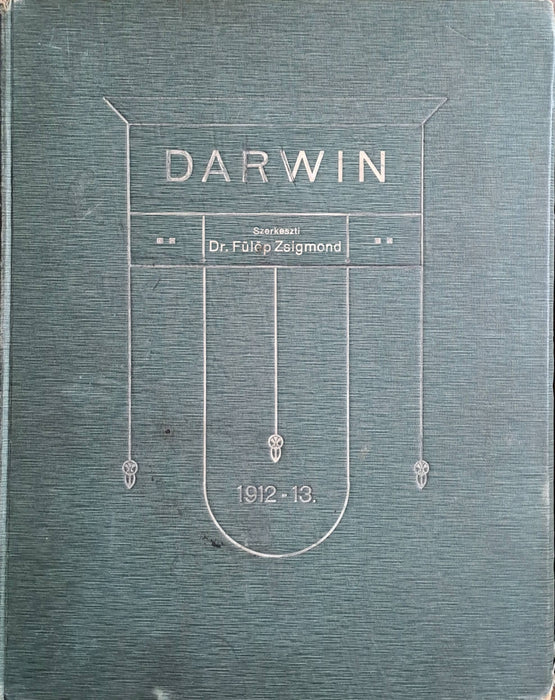 DARWIN
Szerkeszti
Dr. Fülöp Zsigmond
1912-13.